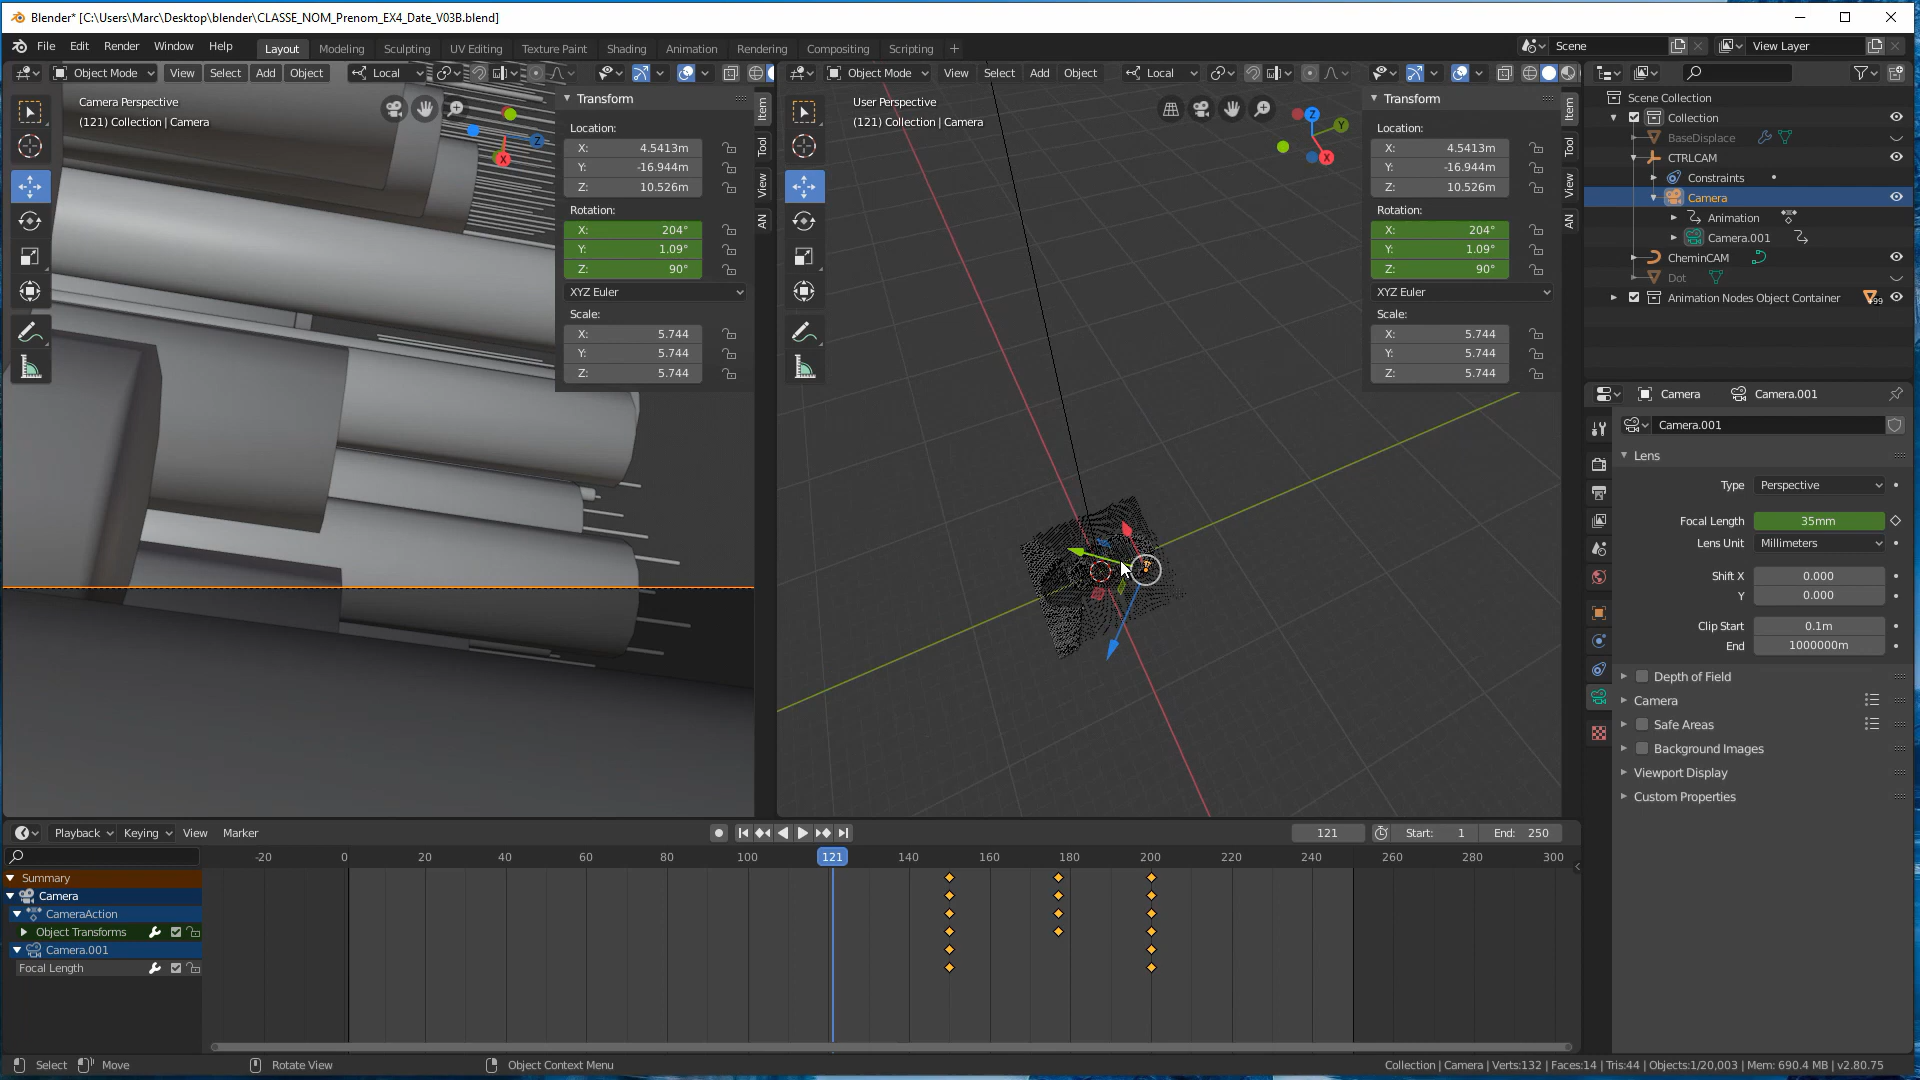 Blender* [C:\Users\Marc\Desktop\blender\CLASSE_NOM_Prenom_EX4_Date_V03B.blend]
File Edit Render Window Help Layout Modeling Sculpting UV Editing Texture Paint Shading Animation Rendering Compositing Scripting + Scene View Layer
Object Mode View Select Add Object Local
Object Mode View Select Add Object Local
Camera Perspective
(121) Collection | Camera
Transform
Location:
X: 4.5413m
Y: -16.944m
Z: 10.526m
Rotation:
X: 204°
Y: 1.09°
Z: 90°
XYZ Euler
Scale:
X: 5.744
Y: 5.744
Z: 5.744
Item
Tool
View
AN
Z
X
User Perspective
(121) Collection | Camera
Z
Y
X
Transform
Location:
X: 4.5413m
Y: -16.944m
Z: 10.526m
Rotation:
X: 204°
Y: 1.09°
Z: 90°
XYZ Euler
Scale:
X: 5.744
Y: 5.744
Z: 5.744
Item
Tool
View
AN
Scene Collection
Collection
BaseDisplace
CTRLCAM
Constraints
Camera
Animation
Camera.001
CheminCAM
Dot
Animation Nodes Object Container 99
Camera Camera.001
Camera.001
Lens
Type Perspective
Focal Length 35mm
Lens Unit Millimeters
Shift X 0.000
Y 0.000
Clip Start 0.1m
End 1000000m
Depth of Field
Camera
Safe Areas
Background Images
Viewport Display
Custom Properties
Playback Keying View Marker 121 Start: 1 End: 250
-20 0 20 40 60 80 100 121 140 160 180 200 220 240 260 280 300
Summary
Camera
CameraAction
Object Transforms
Camera.001
Focal Length
Select Move Rotate View Object Context Menu Collection | Camera | Verts:132 | Faces:14 | Tris:44 | Objects:1/20,003 | Mem: 690.4 MB | v2.80.75